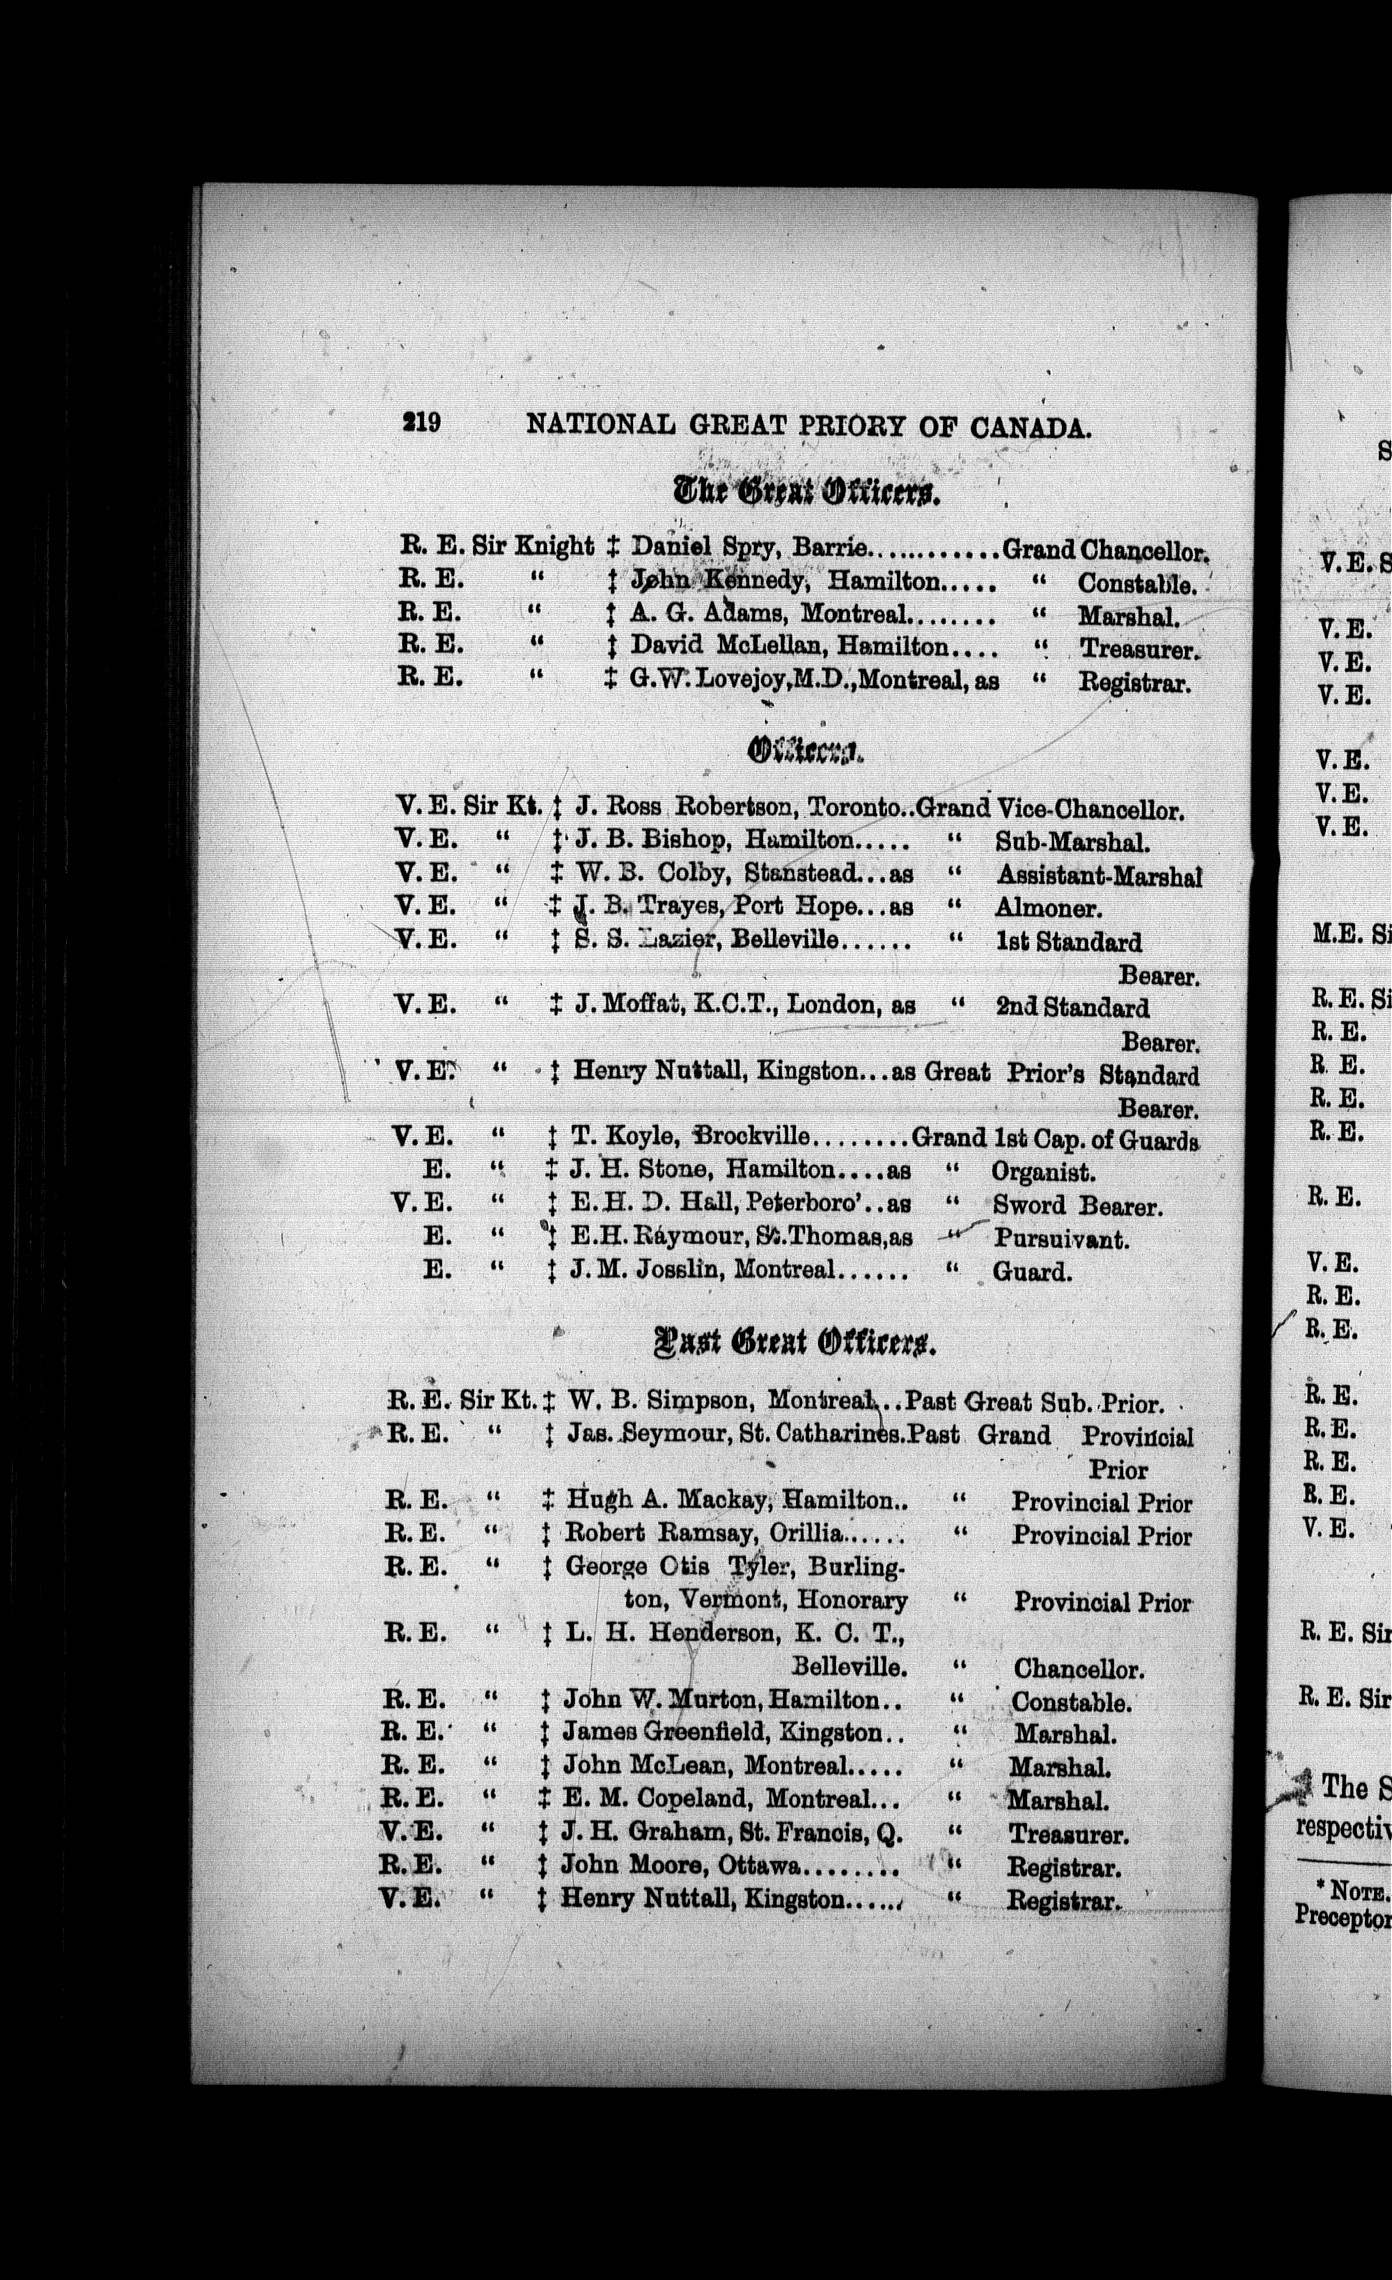 219 NATIONAL GREAT PRIORY OF CANADA.
The Great Officers.
R. E. Sir Knight ‡ Daniel Spry, Barrie............Grand Chancellor.
R. E. “ ‡ John Kennedy, Hamilton..... “ Constable.
R. E. “ ‡ A. G. Adams, Montreal........ “ Marshal.
R. E. “ ‡ David McLellan, Hamilton.... “ Treasurer.
R. E. “ ‡ G.W. Lovejoy,M.D.,Montreal, as “ Registrar.
Officers.
V. E. Sir Kt. ‡ J. Ross Robertson, Toronto..Grand Vice-Chancellor.
V. E. “ ‡ J. B. Bishop, Hamilton..... “ Sub-Marshal.
V. E. “ ‡ W. B. Colby, Stanstead...as “ Assistant-Marshal
V. E. “ ‡ J. B. Trayes, Port Hope...as “ Almoner.
V. E. “ ‡ S. S. Lazier, Belleville...... “ 1st Standard
Bearer.
V. E. “ ‡ J. Moffat, K.C.T., London, as “ 2nd Standard
Bearer.
V. E. “ ‡ Henry Nuttall, Kingston...as Great Prior's Standard
Bearer.
V. E. “ ‡ T. Koyle, Brockville........Grand 1st Cap. of Guards
E. “ ‡ J. H. Stone, Hamilton....as “ Organist.
V. E. “ ‡ E. H. D. Hall, Peterboro’..as “ Sword Bearer.
E. “ ‡ E.H. Raymour, St.Thomas,as “ Pursuivant.
E. “ ‡ J. M. Josslin, Montreal...... “ Guard.
Past Great Officers.
R. E. Sir Kt. ‡ W. B. Simpson, Montreal...Past Great Sub. Prior.
R. E. “ ‡ Jas. Seymour, St. Catharines.Past Grand Provincial
Prior
R. E. “ ‡ Hugh A. Mackay, Hamilton.. “ Provincial Prior
R. E. “ ‡ Robert Ramsay, Orillia...... “ Provincial Prior
R. E. “ ‡ George Otis Tyler, Burling-
ton, Vermont, Honorary “ Provincial Prior
R. E. “ ‡ L. H. Henderson, K. C. T.,
Belleville. “ Chancellor.
R. E. “ ‡ John W. Murton, Hamilton.. “ Constable.
R. E. “ ‡ James Greenfield, Kingston.. “ Marshal.
R. E. “ ‡ John McLean, Montreal..... “ Marshal.
R. E. “ ‡ E. M. Copeland, Montreal... “ Marshal.
V. E. “ ‡ J. H. Graham, St. Francis, Q. “ Treasurer.
R. E. “ ‡ John Moore, Ottawa........ “ Registrar.
V. E. “ ‡ Henry Nuttall, Kingston...... “ Registrar.
V. E. S
V. E.
V. E.
V. E.
V. E.
V. E.
V. E.
M.E. Si
R. E. Si
R. E.
R. E.
R. E.
R. E.
R. E.
V. E.
R. E.
R. E.
R. E.
R. E.
R. E.
R. E.
V. E.
R. E. Sir
R. E. Sir
The S
respectiv
* NOTE.
Preceptor